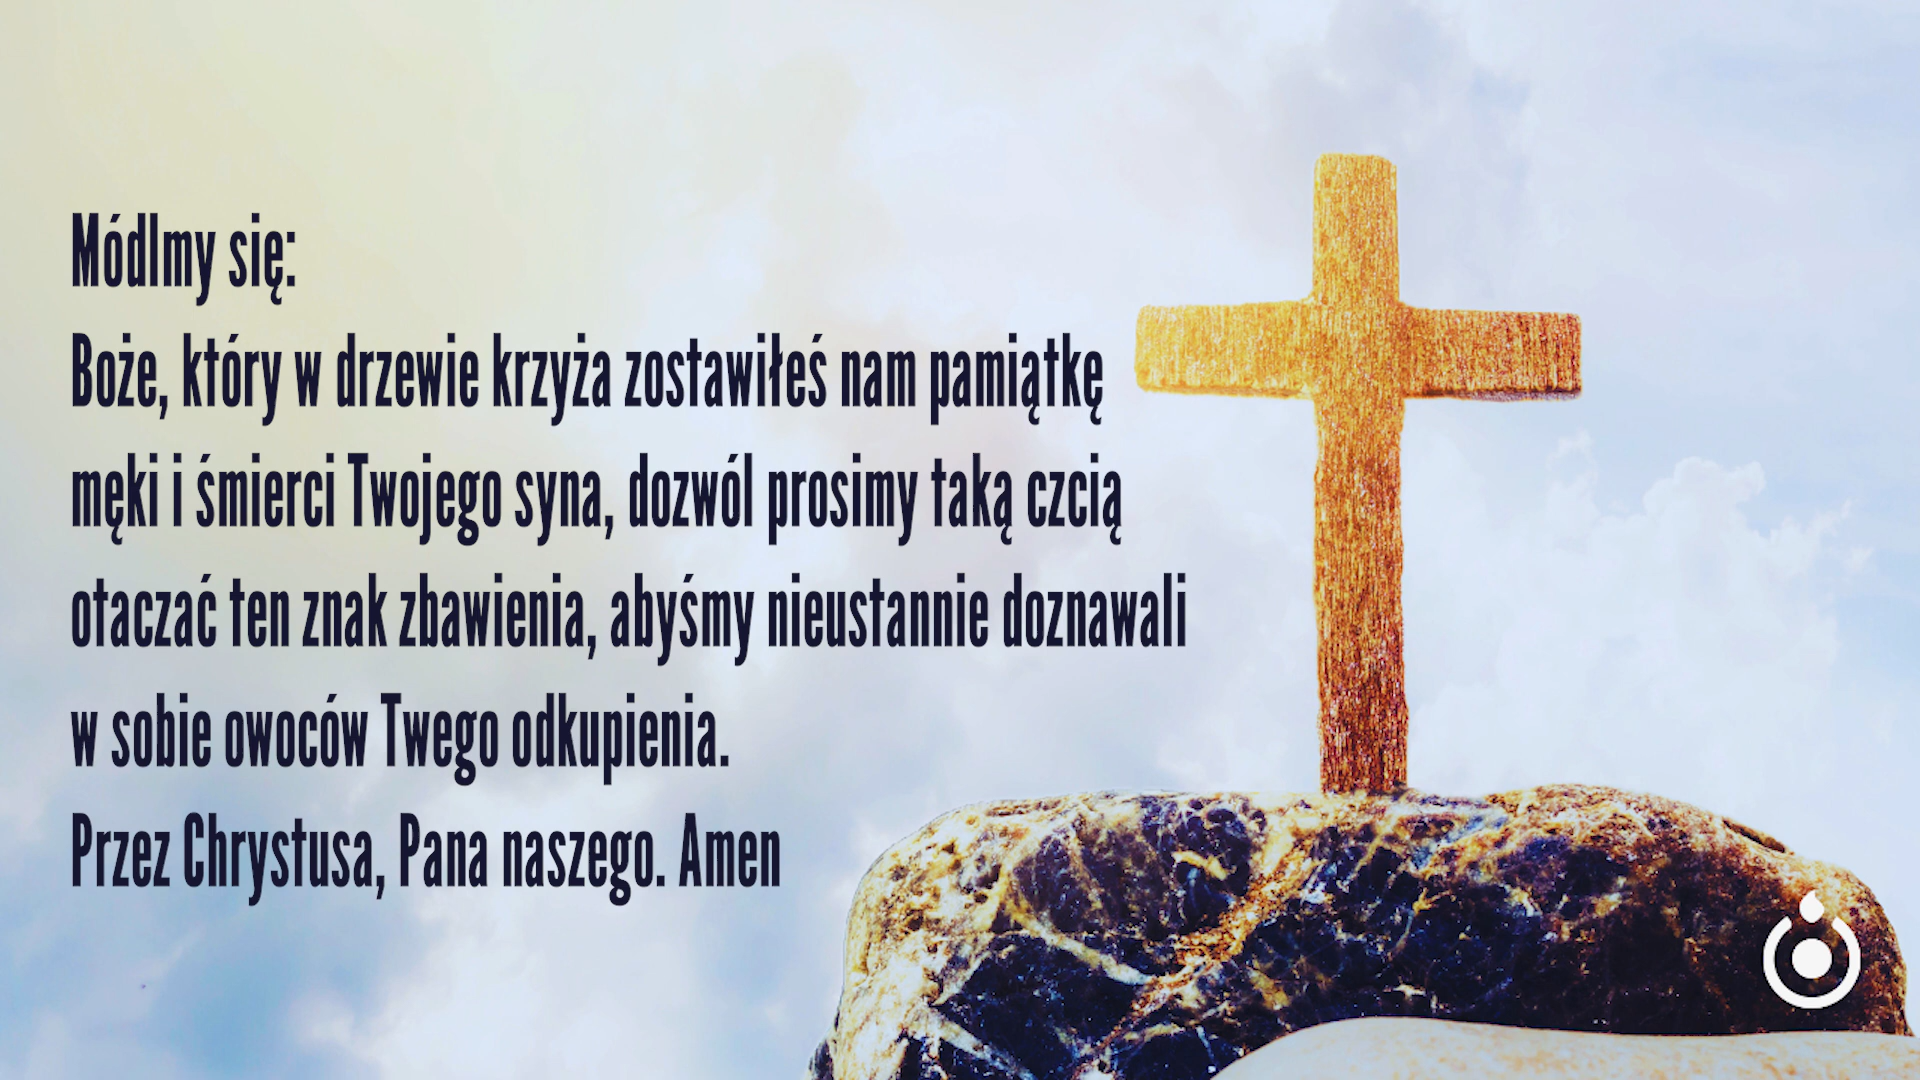 Módlmy się:
Boże, który w drzewie krzyża zostawiłeś nam pamiątkę
męki i śmierci Twojego syna, dozwól prosimy taką czcią
otaczać ten znak zbawienia, abyśmy nieustannie doznawali
w sobie owoców Twego odkupienia.
Przez Chrystusa, Pana naszego. Amen